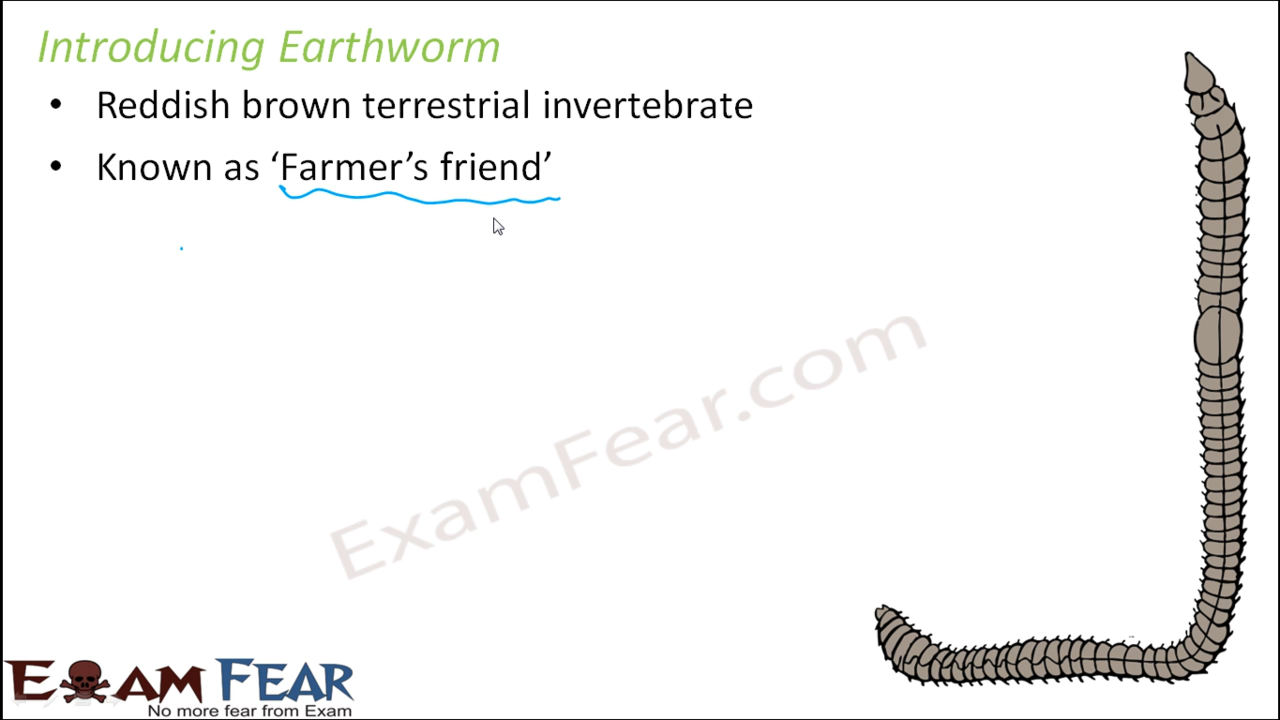 Introducing Earthworm
• Reddish brown terrestrial invertebrate
• Known as ‘Farmer’s friend’
ExamFear.com
EXAM FEAR
No more fear from Exam